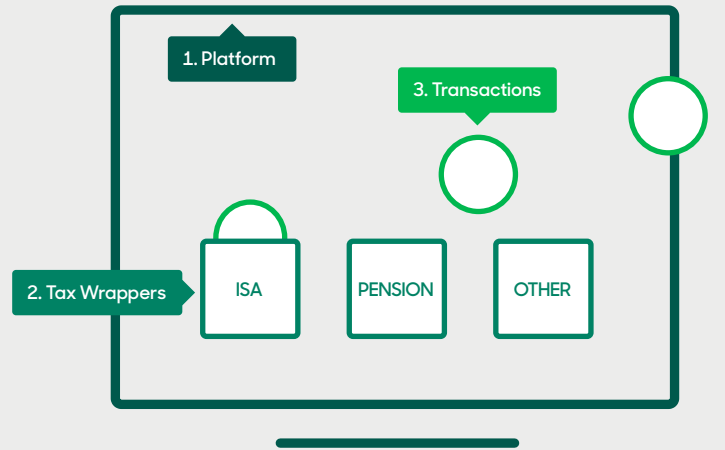 1. Platform
3. Transactions
2. Tax Wrappers
ISA
PENSION
OTHER